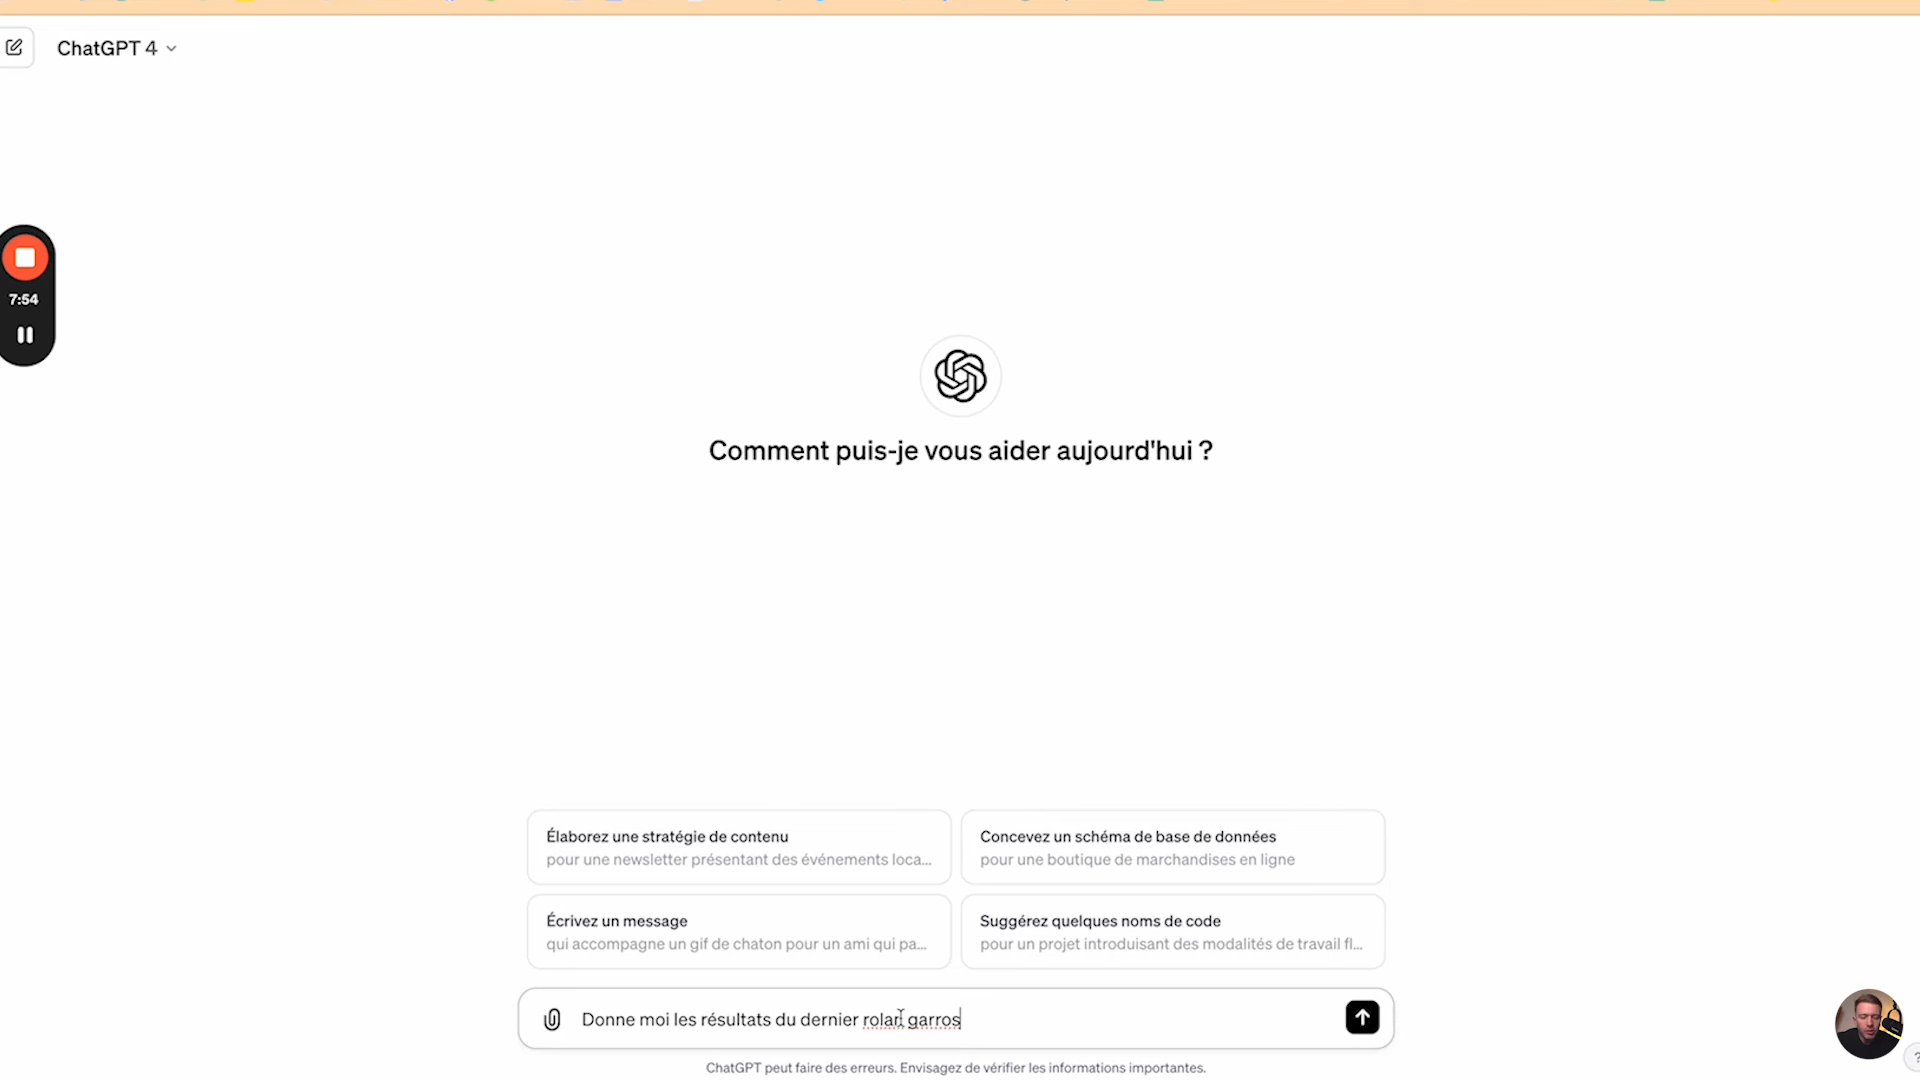 ChatGPT 4
7:54
Comment puis-je vous aider aujourd'hui ?
Élaborez une stratégie de contenu
pour une newsletter présentant des événements loca...
Concevez un schéma de base de données
pour une boutique de marchandises en ligne
Écrivez un message
qui accompagne un gif de chaton pour un ami qui pa...
Suggérez quelques noms de code
pour un projet introduisant des modalités de travail fl...
Donne moi les résultats du dernier rolan garros
ChatGPT peut faire des erreurs. Envisagez de vérifier les informations importantes.
?